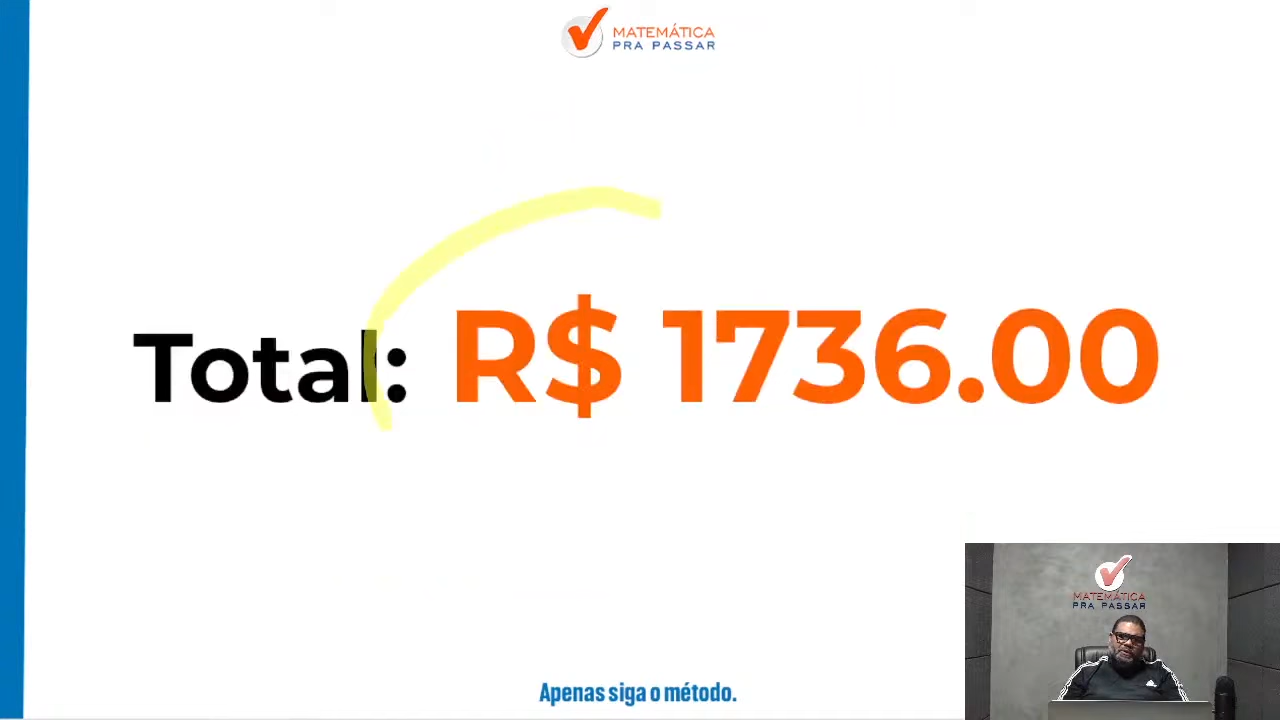 MATEMÁTICA
PRA PASSAR
Total: R$ 1736.00
MATEMÁTICA
PRA PASSAR
Apenas siga o método.